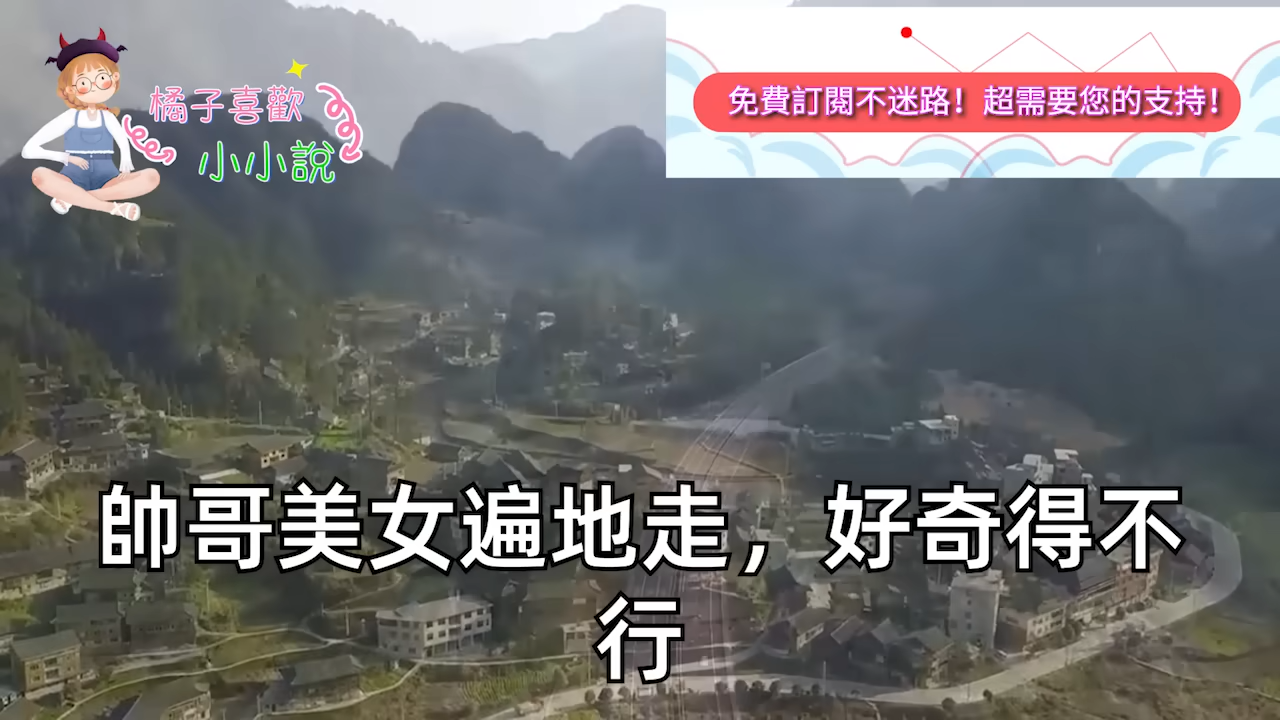 橘子喜歡
小小說
免費訂閱不迷路！超需要您的支持！
帥哥美女遍地走，好奇得不
行